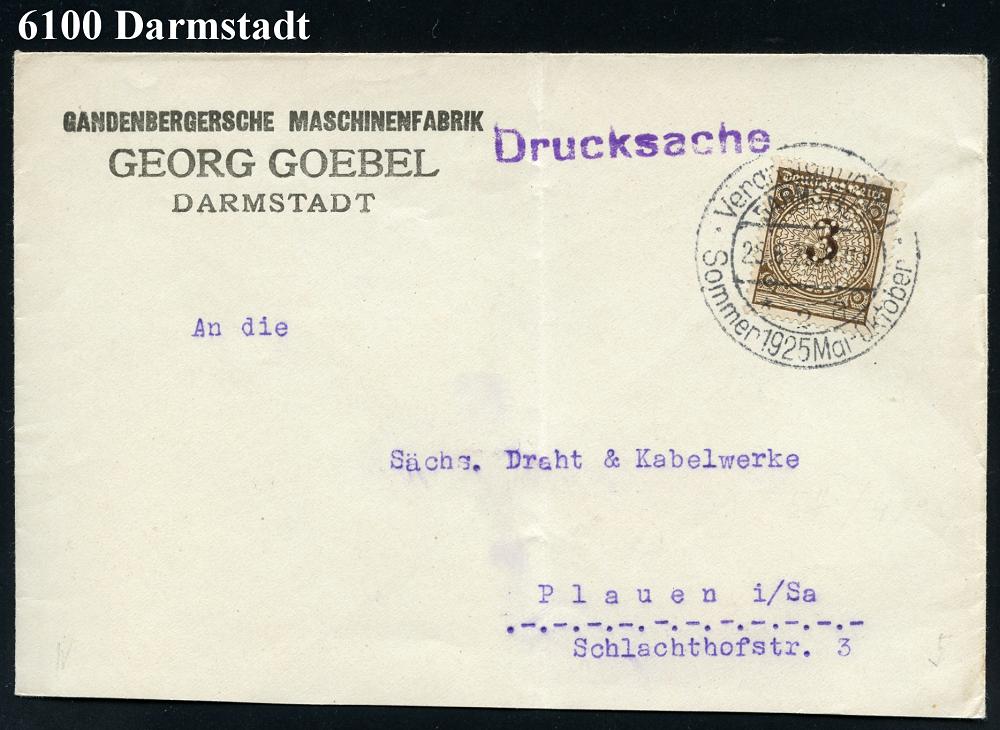 6100 Darmstadt
GANDENBERGERSCHE MASCHINENFABRIK
GEORG GOEBEL
DARMSTADT
Drucksache
3
Sommer 1925 Mai-Oktober
An die
Sächs. Draht & Kabelwerke
Plauen i/Sa
Schlachthofstr. 3